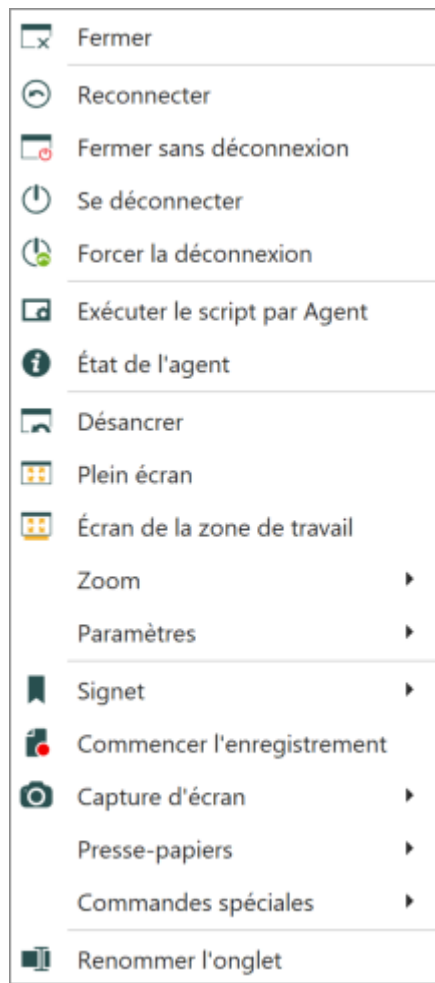 Fermer
Reconnecter
Fermer sans déconnexion
Se déconnecter
Forcer la déconnexion
Exécuter le script par Agent
État de l'agent
Désancrer
Plein écran
Écran de la zone de travail
Zoom
Paramètres
Signet
Commencer l'enregistrement
Capture d'écran
Presse-papiers
Commandes spéciales
Renommer l'onglet